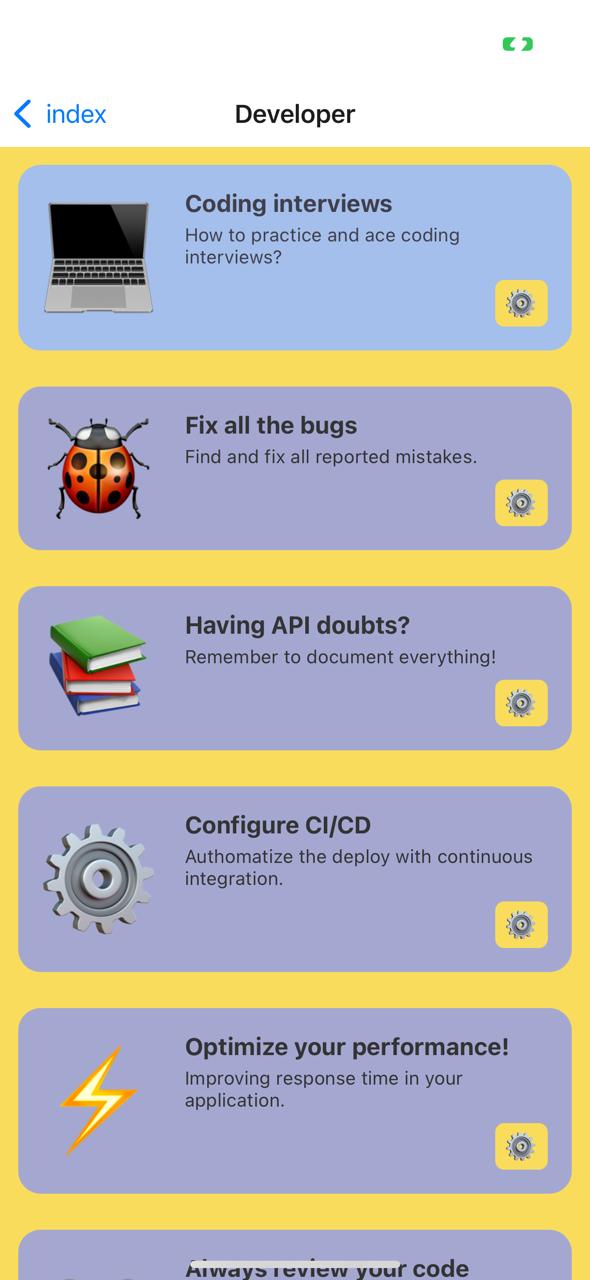 index
Developer
Coding interviews
How to practice and ace coding
interviews?
Fix all the bugs
Find and fix all reported mistakes.
Having API doubts?
Remember to document everything!
Configure CI/CD
Authomatize the deploy with continuous
integration.
Optimize your performance!
Improving response time in your
application.
Always review your code